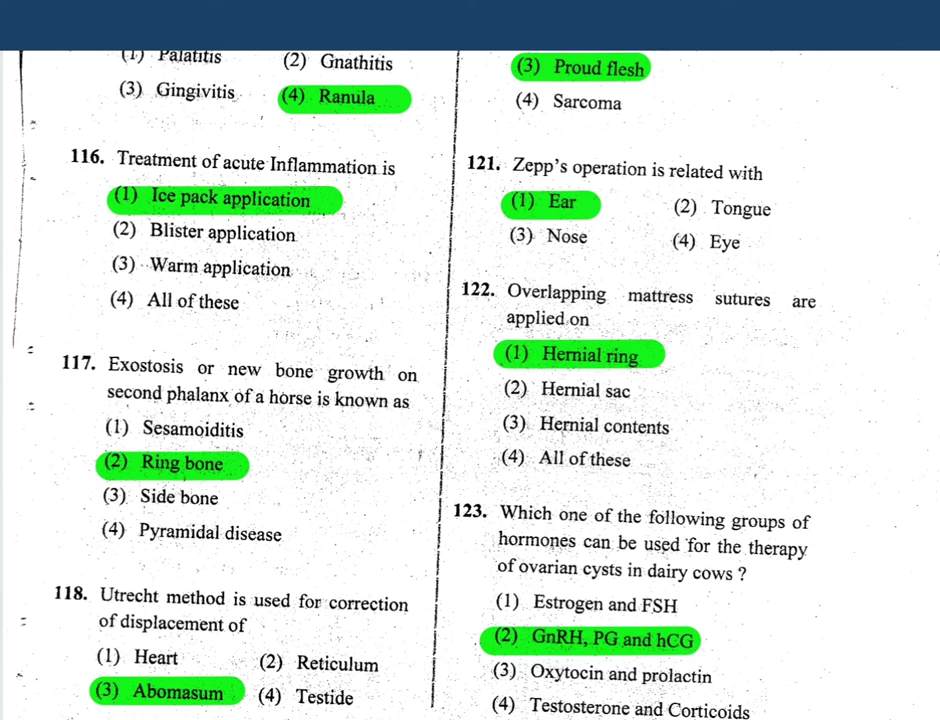 (1) Palatitis (2) Gnathitis
(3) Gingivitis (4) Ranula
116. Treatment of acute Inflammation is
(1) Ice pack application
(2) Blister application
(3) Warm application
(4) All of these
117. Exostosis or new bone growth on
second phalanx of a horse is known as
(1) Sesamoiditis
(2) Ring bone
(3) Side bone
(4) Pyramidal disease
118. Utrecht method is used for correction
of displacement of
(1) Heart (2) Reticulum
(3) Abomasum (4) Testide
(3) Proud flesh
(4) Sarcoma
121. Zepp's operation is related with
(1) Ear (2) Tongue
(3) Nose (4) Eye
122. Overlapping mattress sutures are
applied on
(1) Hernial ring
(2) Hernial sac
(3) Hernial contents
(4) All of these
123. Which one of the following groups of
hormones can be used for the therapy
of ovarian cysts in dairy cows ?
(1) Estrogen and FSH
(2) GnRH, PG and hCG
(3) Oxytocin and prolactin
(4) Testosterone and Corticoids